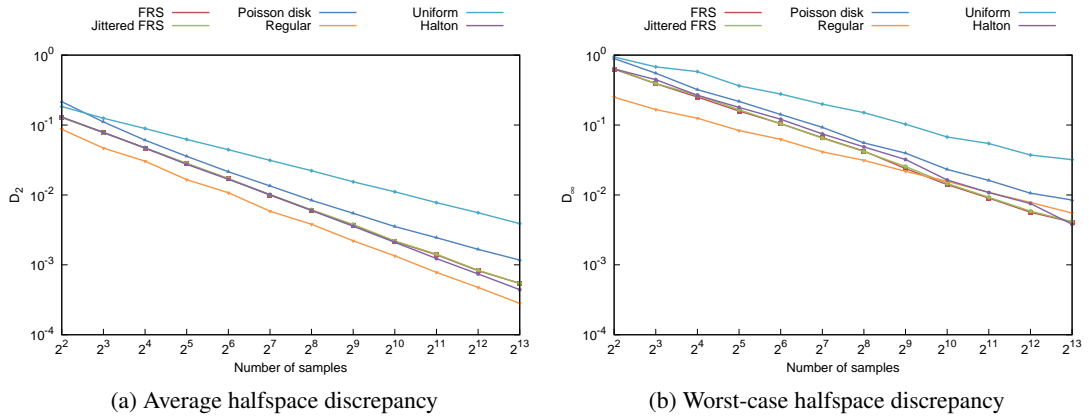 FRS Poisson disk Uniform
Jittered FRS Regular Halton
10^0
10^-1
10^-2
10^-3
10^-4
D_2
2^2 2^3 2^4 2^5 2^6 2^7 2^8 2^9 2^10 2^11 2^12 2^13
Number of samples
(a) Average halfspace discrepancy
FRS Poisson disk Uniform
Jittered FRS Regular Halton
10^0
10^-1
10^-2
10^-3
10^-4
D_∞
2^2 2^3 2^4 2^5 2^6 2^7 2^8 2^9 2^10 2^11 2^12 2^13
Number of samples
(b) Worst-case halfspace discrepancy